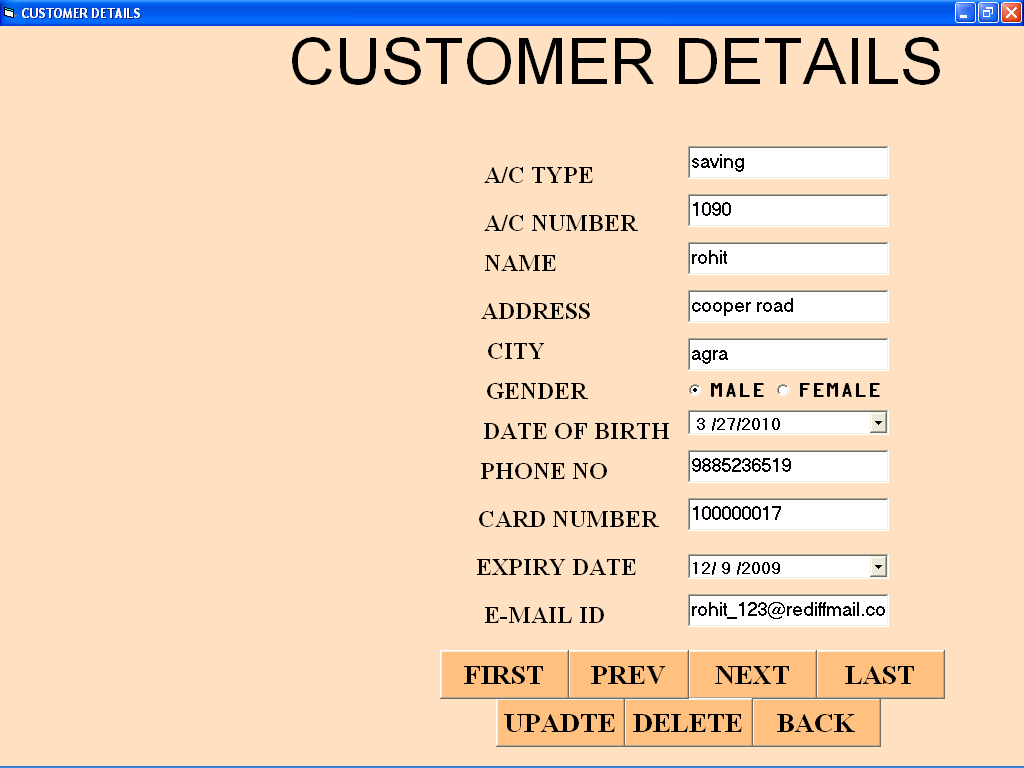 CUSTOMER DETAILS
CUSTOMER DETAILS
A/C TYPE saving
A/C NUMBER 1090
NAME rohit
ADDRESS cooper road
CITY agra
GENDER MALE FEMALE
DATE OF BIRTH 3 /27/2010
PHONE NO 9885236519
CARD NUMBER 100000017
EXPIRY DATE 12/ 9 /2009
E-MAIL ID rohit_123@rediffmail.co
FIRST PREV NEXT LAST
UPADTE DELETE BACK